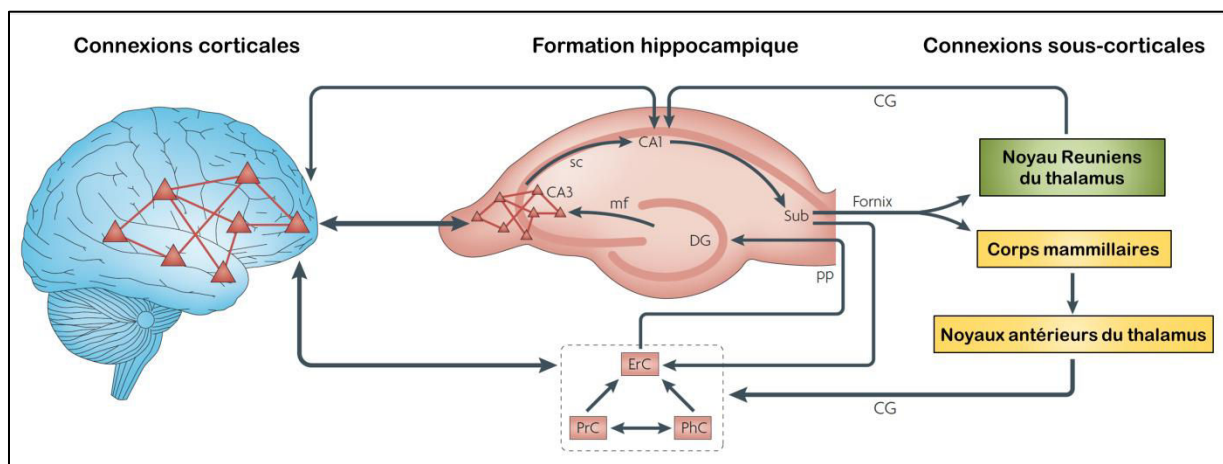 Connexions corticales
Formation hippocampique
Connexions sous-corticales
CG
CA1
sc
Noyau Reuniens
du thalamus
CA3
mf
Sub
Fornix
DG
Corps mammillaires
pp
Noyaux antérieurs du thalamus
ErC
CG
PrC
PhC